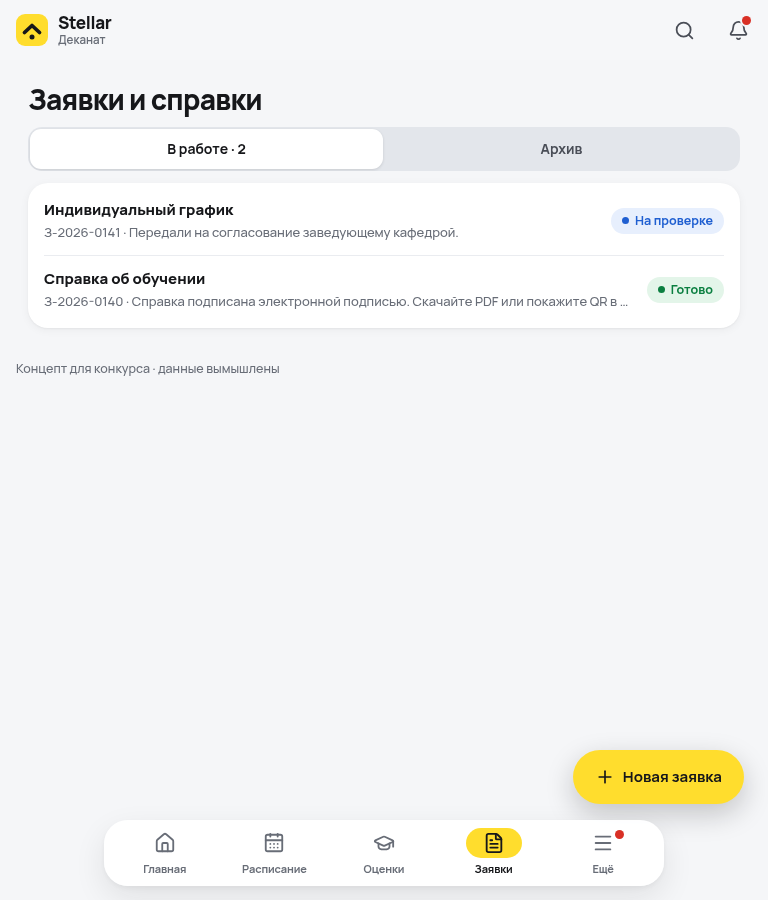 Stellar
Деканат
Заявки и справки
В работе · 2
Архив
Индивидуальный график
З-2026-0141 · Передали на согласование заведующему кафедрой.
На проверке
Справка об обучении
З-2026-0140 · Справка подписана электронной подписью. Скачайте PDF или покажите QR в ...
Готово
Концепт для конкурса · данные вымышлены
Новая заявка
Главная
Расписание
Оценки
Заявки
Ещё